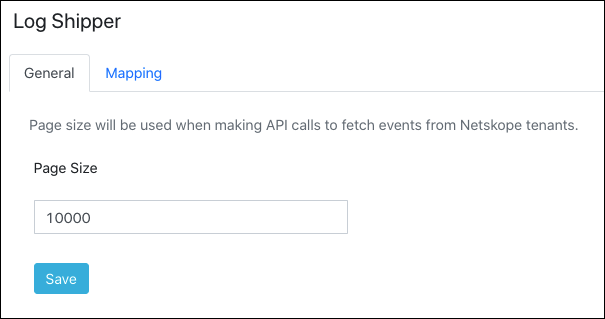 Log Shipper
General Mapping
Page size will be used when making API calls to fetch events from Netskope tenants.
Page Size
10000
Save